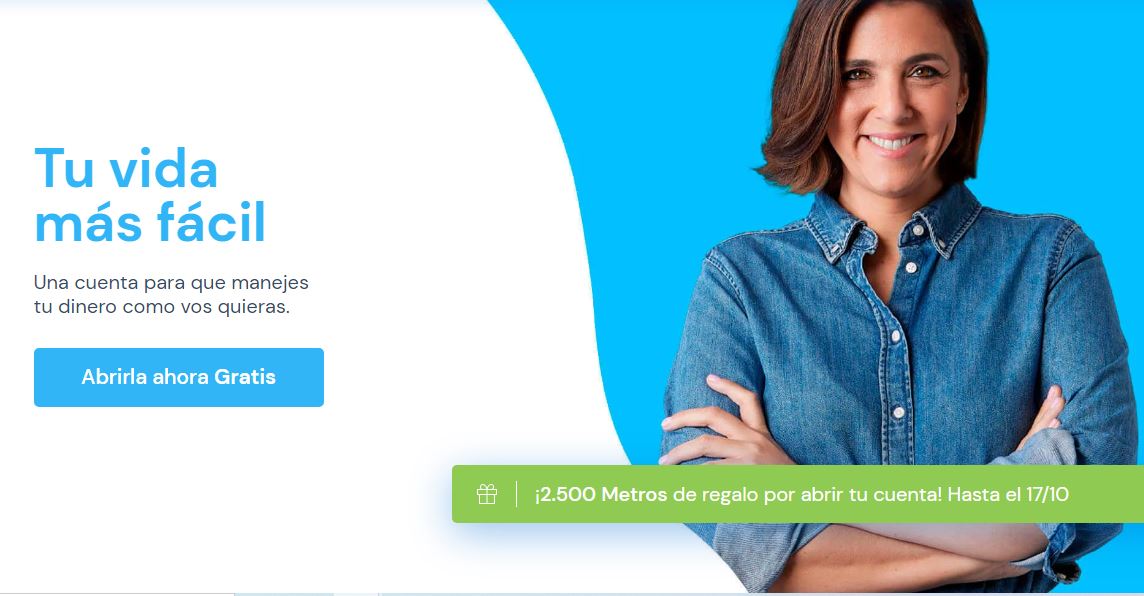 Tu vida
más fácil
Una cuenta para que manejes
tu dinero como vos quieras.
Abrirla ahora Gratis
¡2.500 Metros de regalo por abrir tu cuenta! Hasta el 17/10